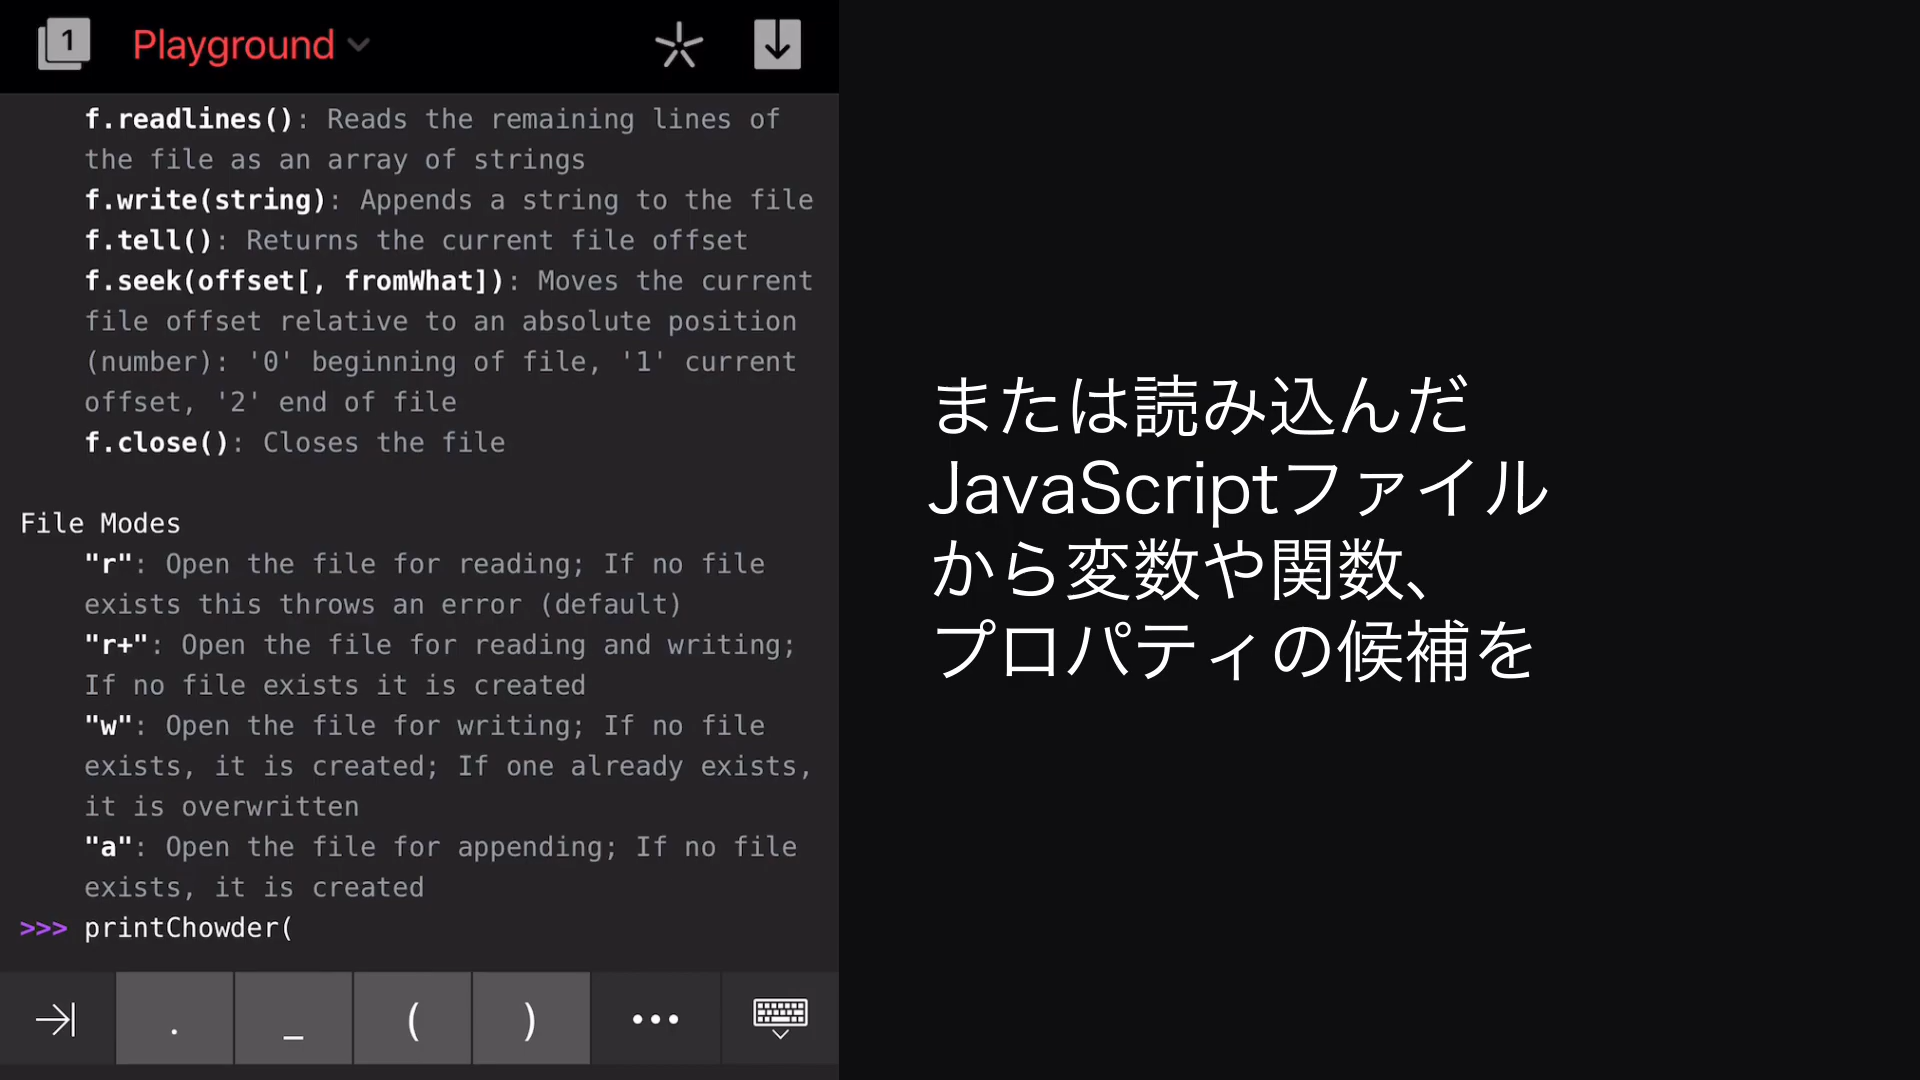 1 Playground
f.readlines(): Reads the remaining lines of
the file as an array of strings
f.write(string): Appends a string to the file
f.tell(): Returns the current file offset
f.seek(offset[, fromWhat]): Moves the current
file offset relative to an absolute position
(number): '0' beginning of file, '1' current
offset, '2' end of file
f.close(): Closes the file
File Modes
"r": Open the file for reading; If no file
exists this throws an error (default)
"r+": Open the file for reading and writing;
If no file exists it is created
"w": Open the file for writing; If no file
exists, it is created; If one already exists,
it is overwritten
"a": Open the file for appending; If no file
exists, it is created
>>> printChowder(
. _ ( ) •••
または読み込んだ
JavaScriptファイル
から変数や関数、
プロパティの候補を